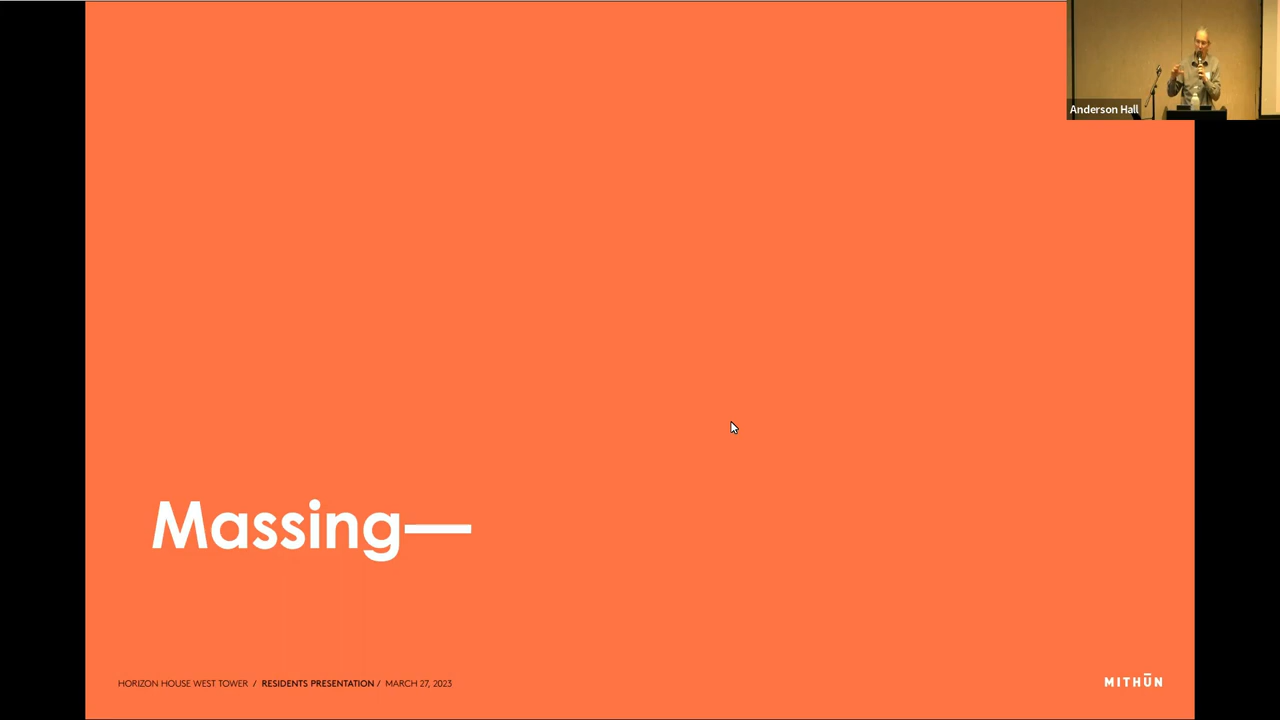 Anderson Hall
Massing—
HORIZON HOUSE WEST TOWER / RESIDENTS PRESENTATION / MARCH 27, 2023
MITHŪN